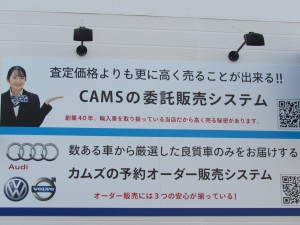 査定価格よりも更に高く売ることが出来る!!
CAMSの委託販売システム
創業40年、輸入車を取り扱っている当店だから高く売る秘密があります。
Audi
数ある車から厳選した良質車のみをお届けする
カムズの予約オーダー販売システム
VOLVO
オーダー販売には3つの安心が揃っている!